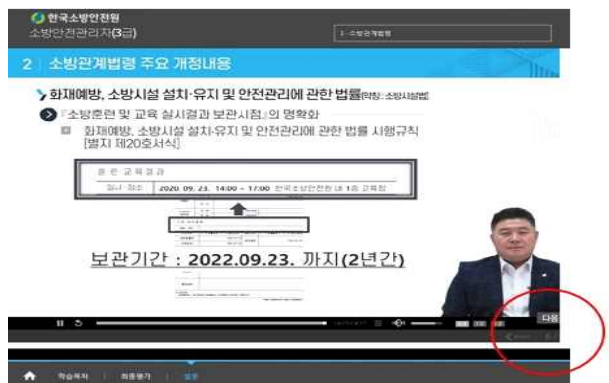 한국소방안전원
소방안전관리자(3급)
2 소방관계법령 주요 개정내용
화재예방, 소방시설 설치·유지 및 안전관리에 관한 법률(약칭: 소방시설법)
『소방훈련 및 교육 실시결과 보관시점』의 명확화
화재예방, 소방시설 설치·유지 및 안전관리에 관한 법률 시행규칙
[별지 제20호서식]
훈련·교육결과
일시·장소 2020. 09. 23. 14:00 - 17:00 한국소방안전원 내 1층 교육장
보관기간 : 2022.09.23. 까지(2년간)
다음
학습목차 최종평가 설문